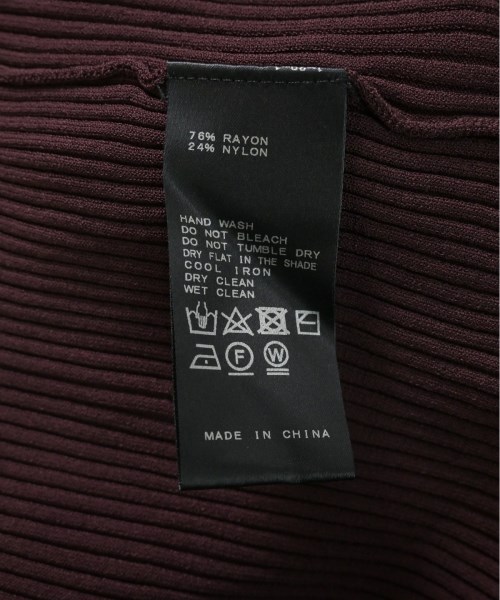 76% RAYON
24% NYLON
HAND WASH
DO NOT BLEACH
DO NOT TUMBLE DRY
DRY FLAT IN THE SHADE
COOL IRON
DRY CLEAN
WET CLEAN
F W
MADE IN CHINA